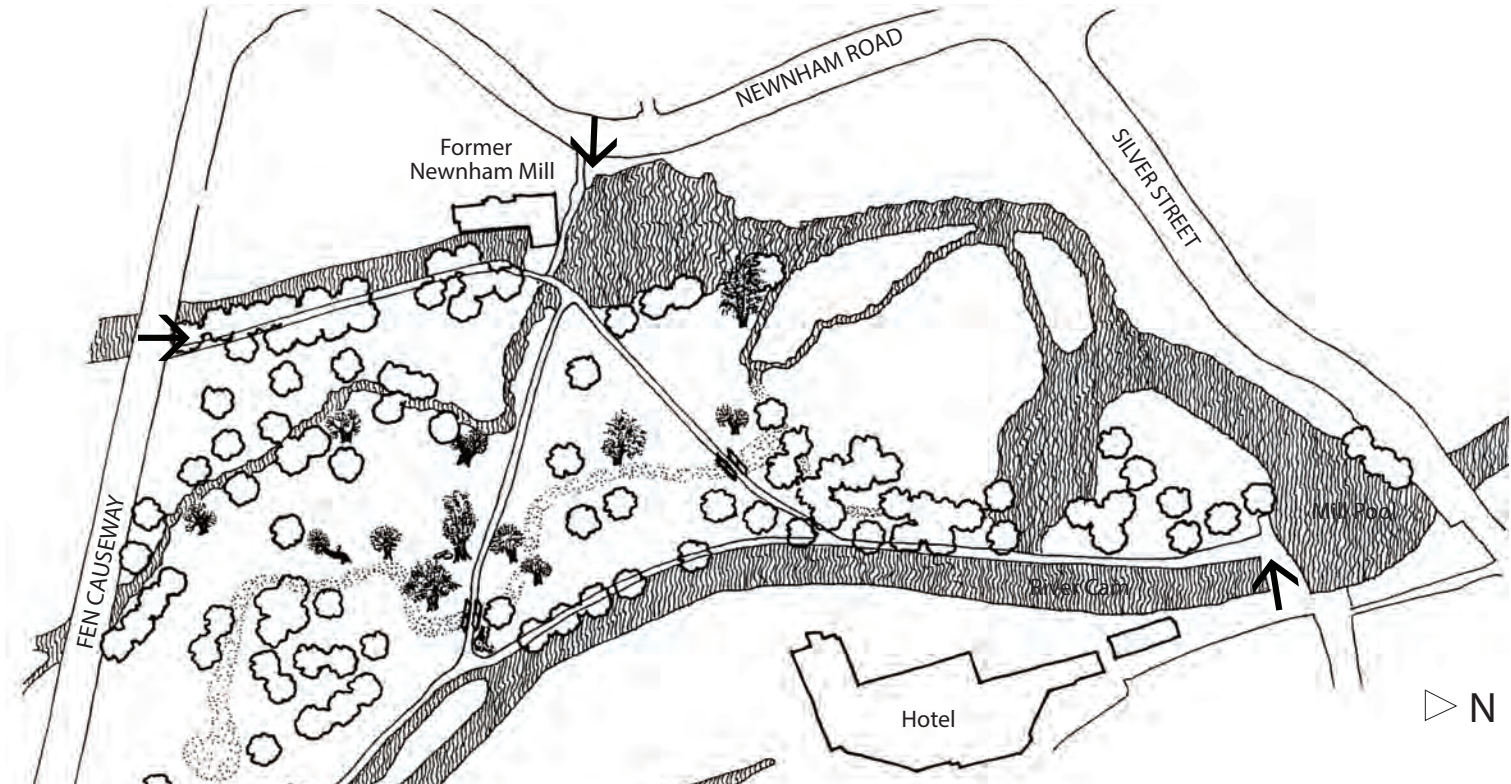 NEWNHAM ROAD
Former
Newnham Mill
SILVER STREET
FEN CAUSEWAY
Mill Pool
River Cam
Hotel
N